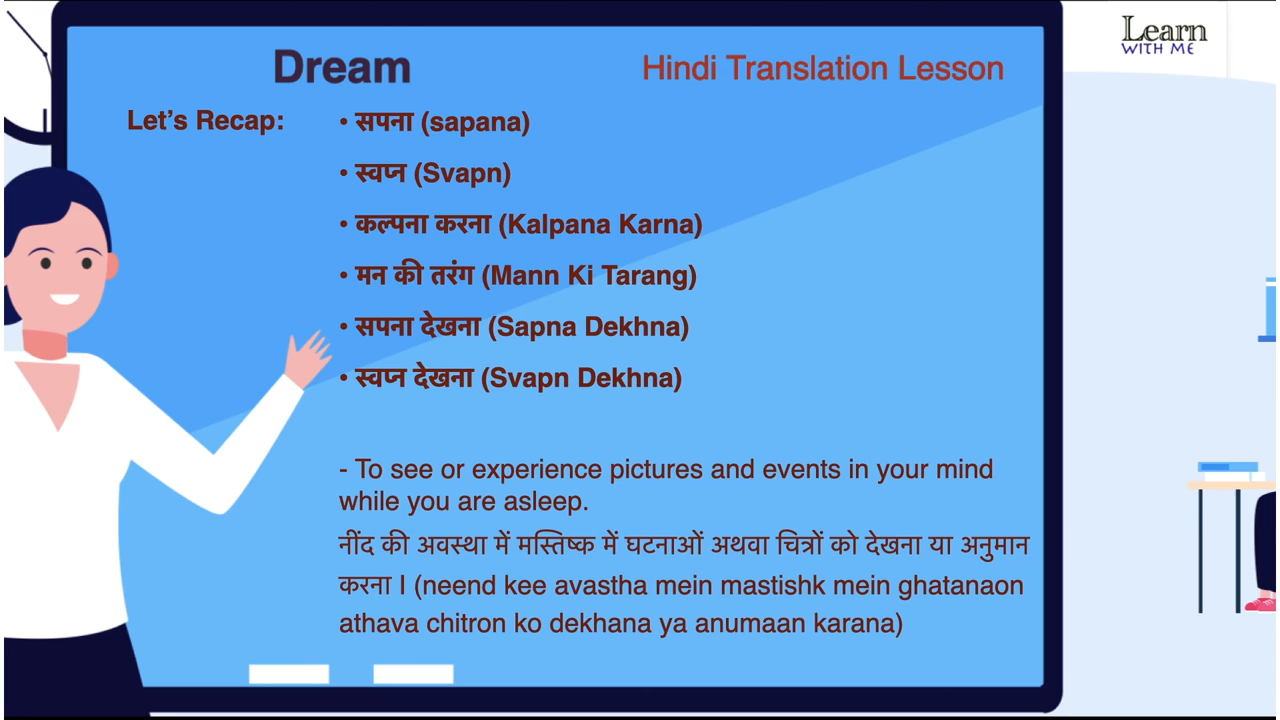 Learn
WITH ME
Dream
Hindi Translation Lesson
Let's Recap:
• सपना (sapana)
• स्वप्न (Svapn)
• कल्पना करना (Kalpana Karna)
• मन की तरंग (Mann Ki Tarang)
• सपना देखना (Sapna Dekhna)
• स्वप्न देखना (Svapn Dekhna)
- To see or experience pictures and events in your mind
while you are asleep.
नींद की अवस्था में मस्तिष्क में घटनाओं अथवा चित्रों को देखना या अनुमान
करना l (neend kee avastha mein mastishk mein ghatanaon
athava chitron ko dekhana ya anumaan karana)